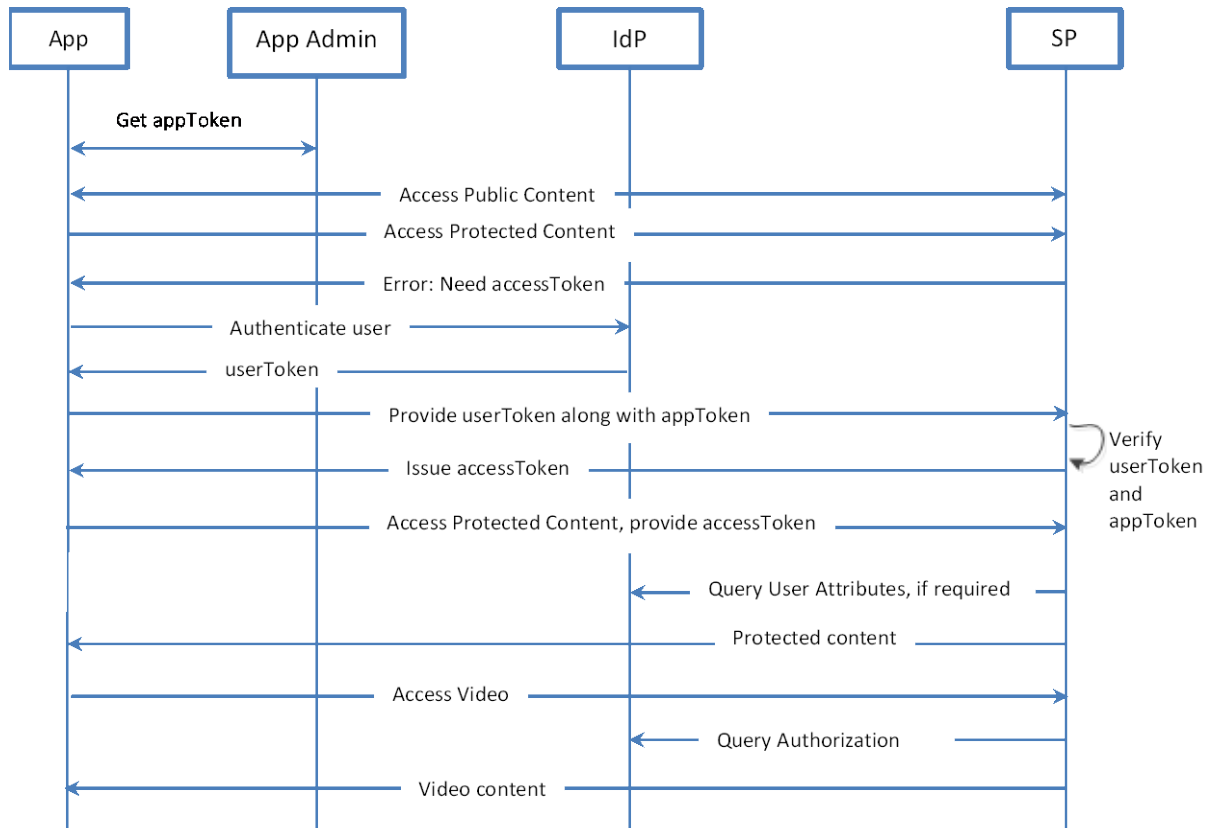 App
App Admin
IdP
SP
Get appToken
Access Public Content
Access Protected Content
Error: Need accessToken
Authenticate user
userToken
Provide userToken along with appToken
Verify
userToken
and
appToken
Issue accessToken
Access Protected Content, provide accessToken
Query User Attributes, if required
Protected content
Access Video
Query Authorization
Video content